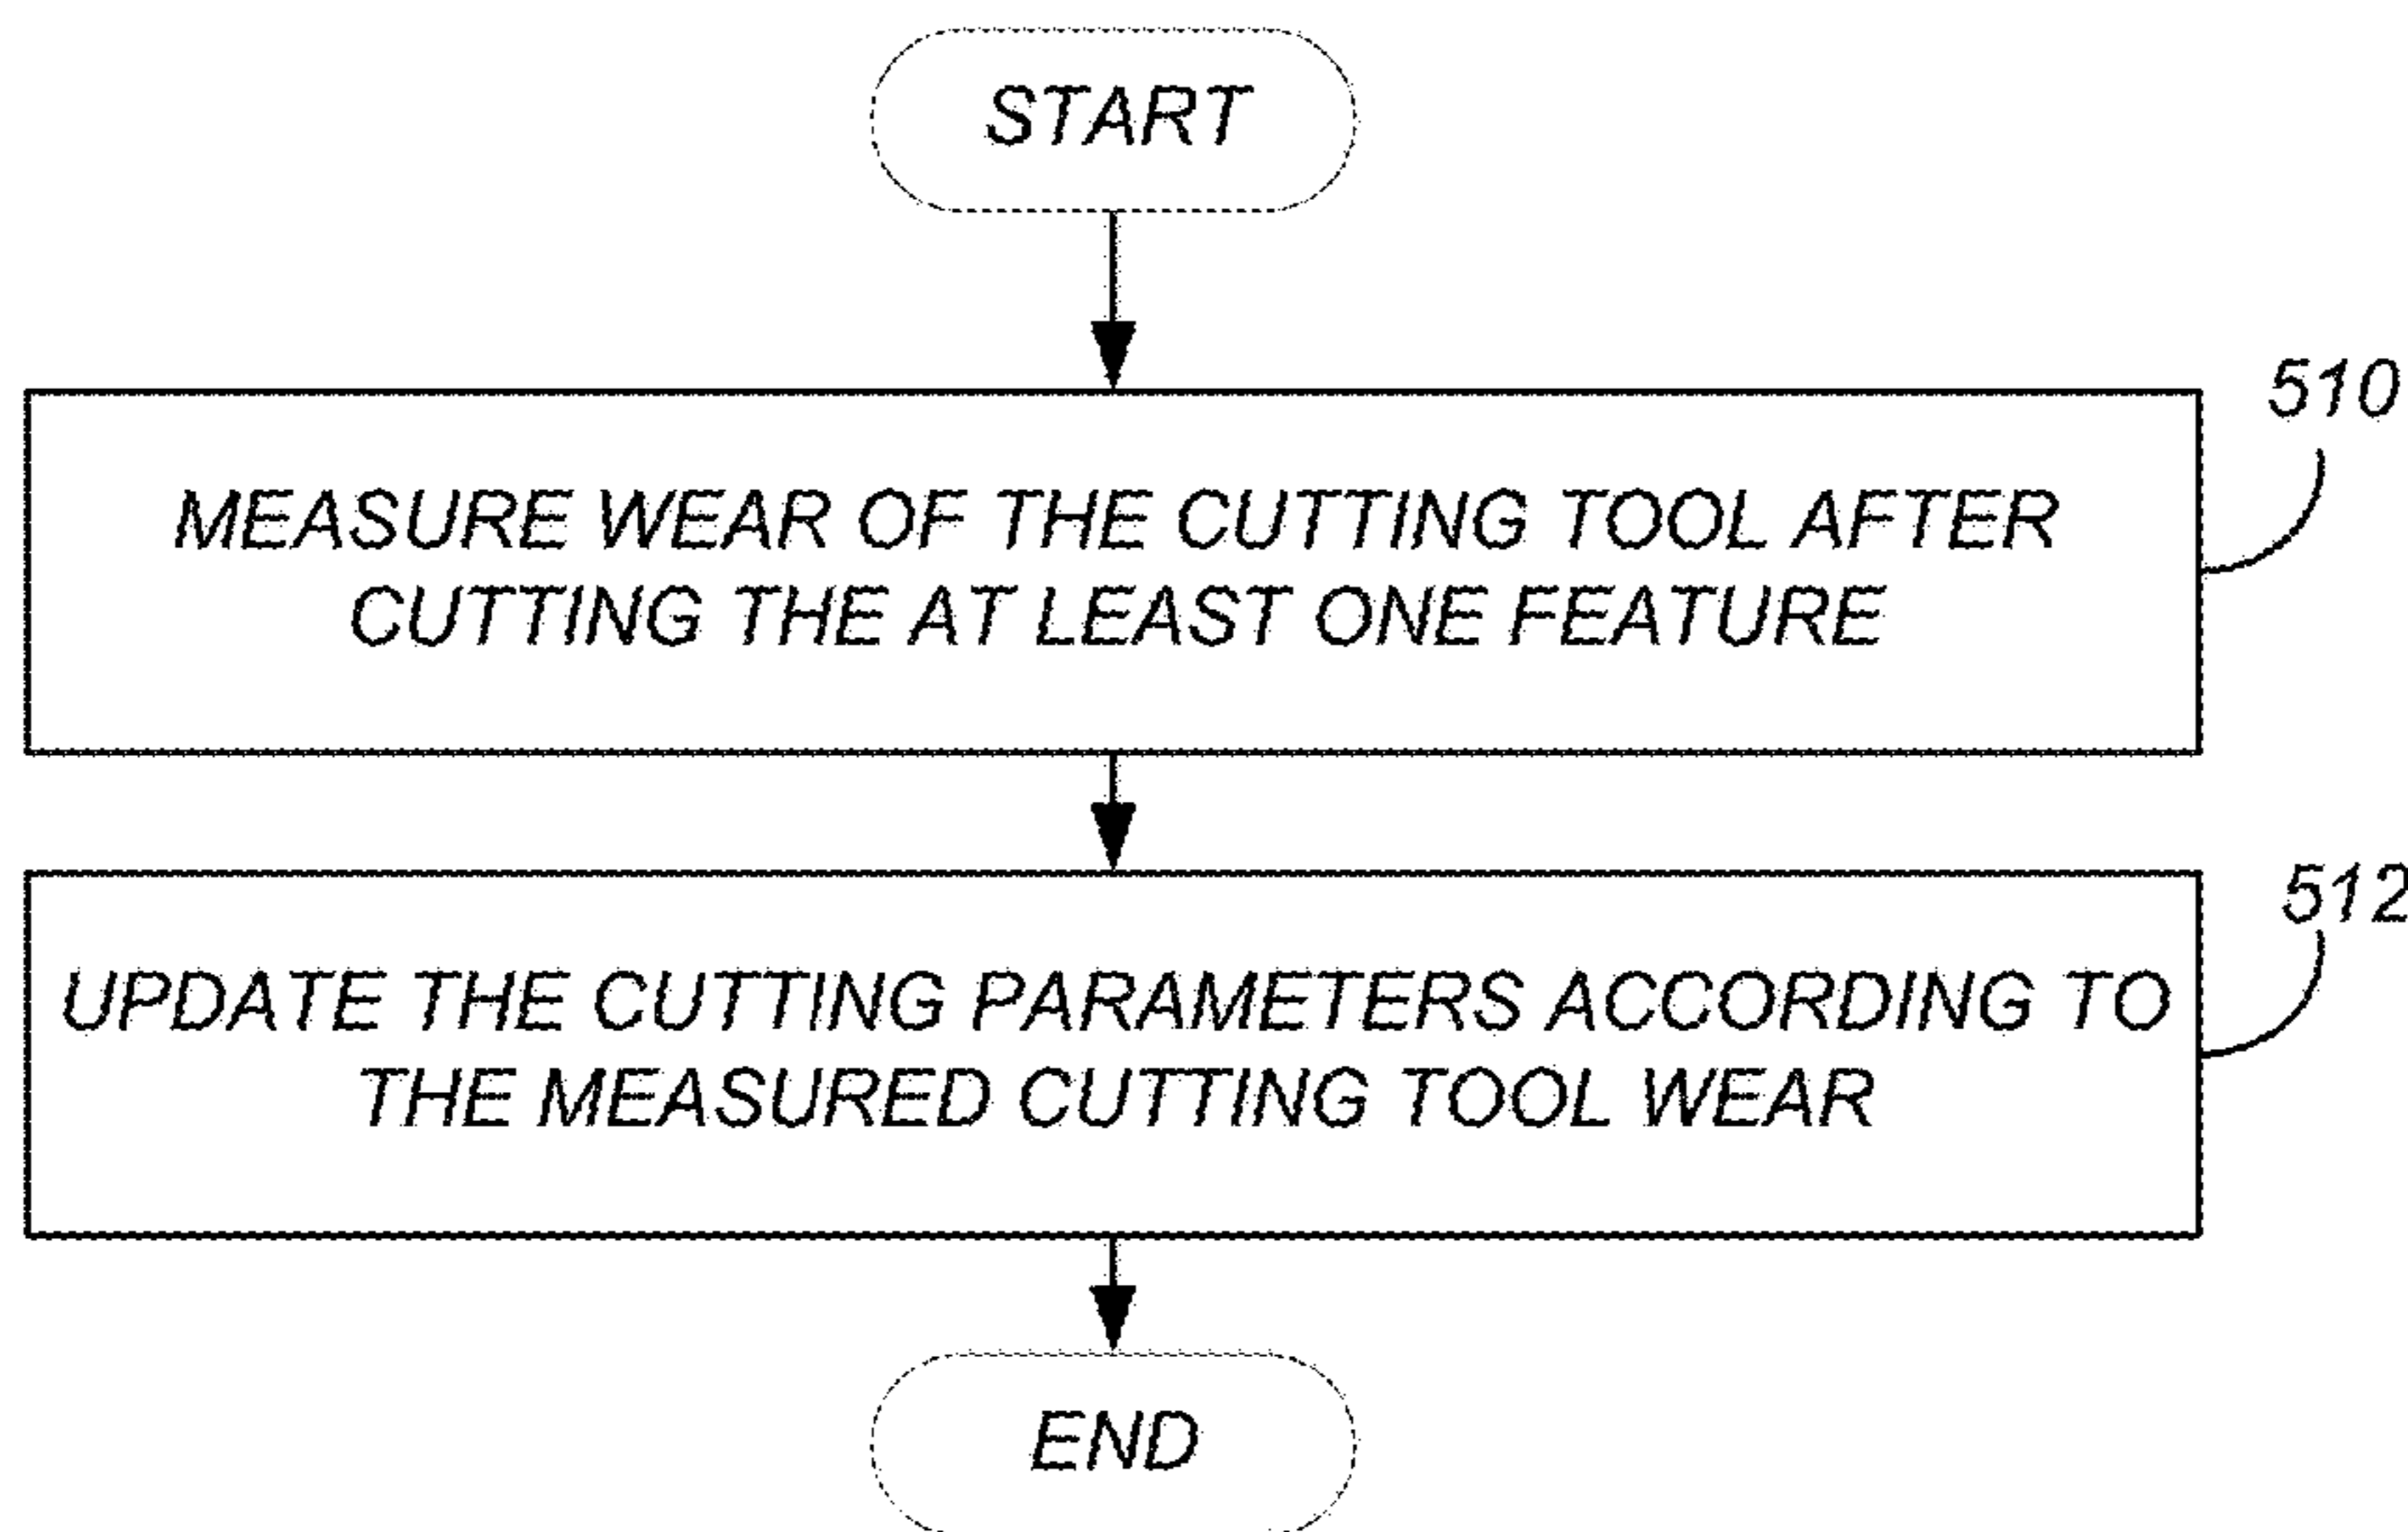 START
510
MEASURE WEAR OF THE CUTTING TOOL AFTER
CUTTING THE AT LEAST ONE FEATURE
512
UPDATE THE CUTTING PARAMETERS ACCORDING TO
THE MEASURED CUTTING TOOL WEAR
END